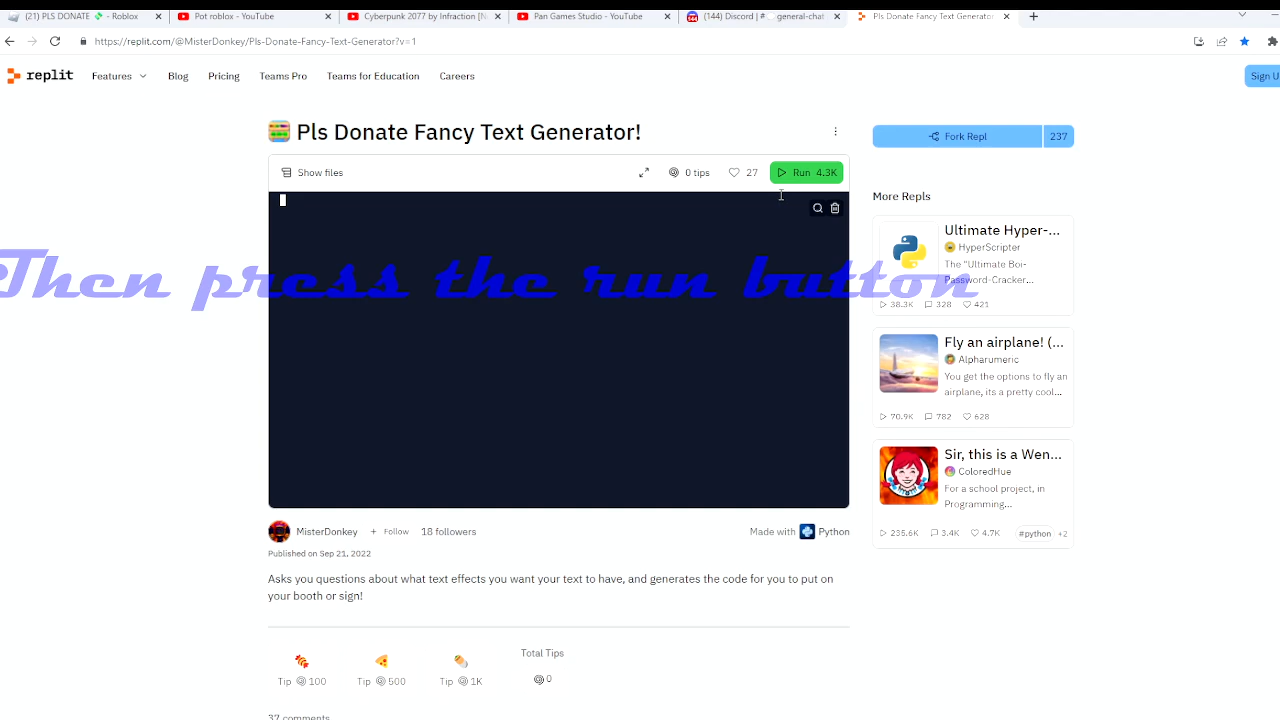 (21) PLS DONATE - Roblox
Pot roblox - YouTube
Cyberpunk 2077 by Infraction [N
Pan Games Studio - YouTube
(144) Discord | # general-chat
Pls Donate Fancy Text Generator
https://replit.com/@MisterDonkey/Pls-Donate-Fancy-Text-Generator?v=1
replit Features Blog Pricing Teams Pro Teams for Education Careers Sign U
Pls Donate Fancy Text Generator!
Show files 0 tips 27 Run 4.3K
Then press the run button
MisterDonkey + Follow 18 followers Made with Python
Published on Sep 21, 2022
Asks you questions about what text effects you want your text to have, and generates the code for you to put on
your booth or sign!
Tip 100 Tip 500 Tip 1K
Total Tips
0
37 comments
Fork Repl 237
More Repls
Ultimate Hyper-...
HyperScripter
The "Ultimate Boi-
Password-Cracker...
38.3K 328 421
Fly an airplane! (...
Alpharumeric
You get the options to fly an
airplane, its a pretty cool...
70.9K 782 628
Sir, this is a Wen...
ColoredHue
For a school project, in
Programming...
235.6K 3.4K 4.7K #python +2